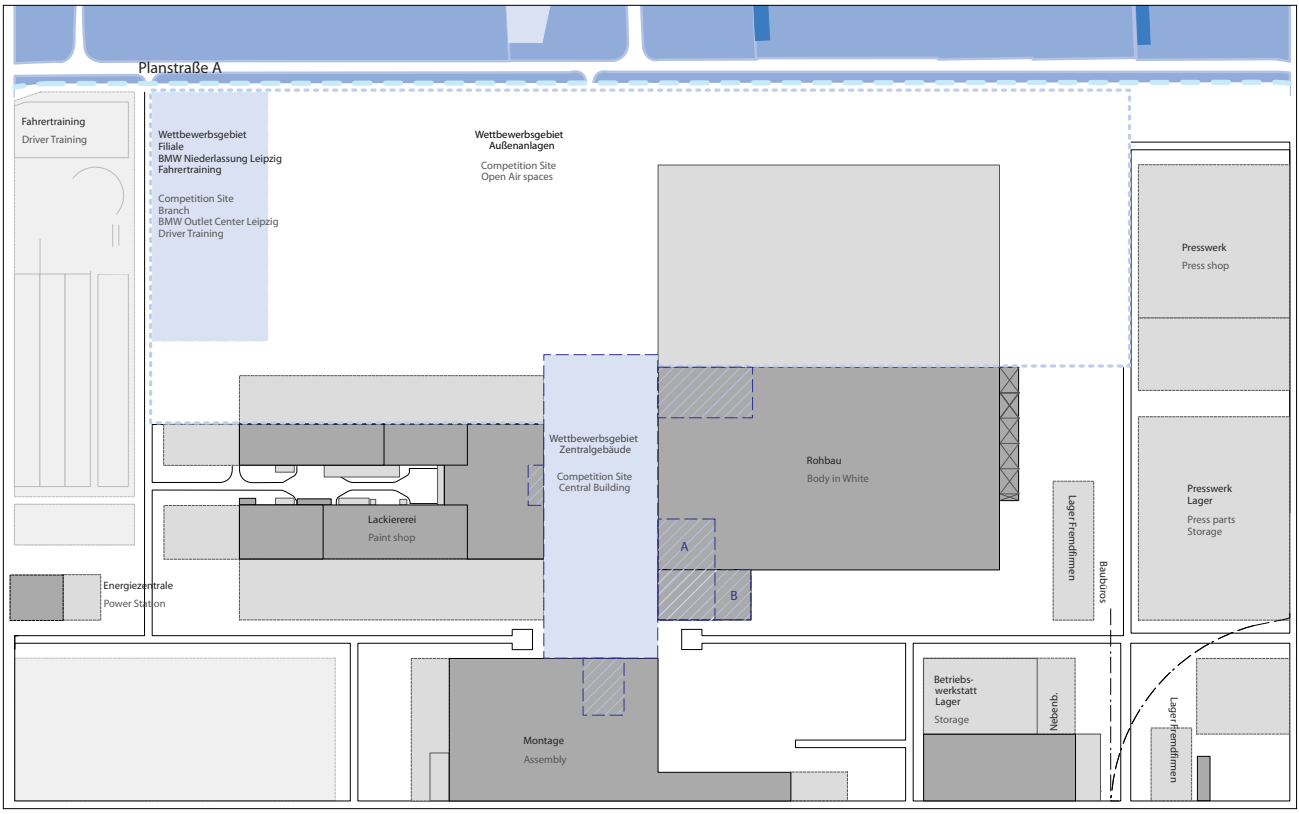 Planstraße A
Fahrertraining
Driver Training
Wettbewerbsgebiet
Filiale
BMW Niederlassung Leipzig
Fahrertraining
Competition Site
Branch
BMW Outlet Center Leipzig
Driver Training
Wettbewerbsgebiet
Außenanlagen
Competition Site
Open Air spaces
Presswerk
Press shop
Wettbewerbsgebiet
Zentralgebäude
Competition Site
Central Building
Rohbau
Body in White
Presswerk
Lager
Press parts
Storage
Lager Fremdfirmen
Baubüros
Lackiererei
Paint shop
A
B
Energiezentrale
Power Station
Betriebs-
werkstatt
Lager
Storage
Nebenb.
Lager Fremdfirmen
Montage
Assembly